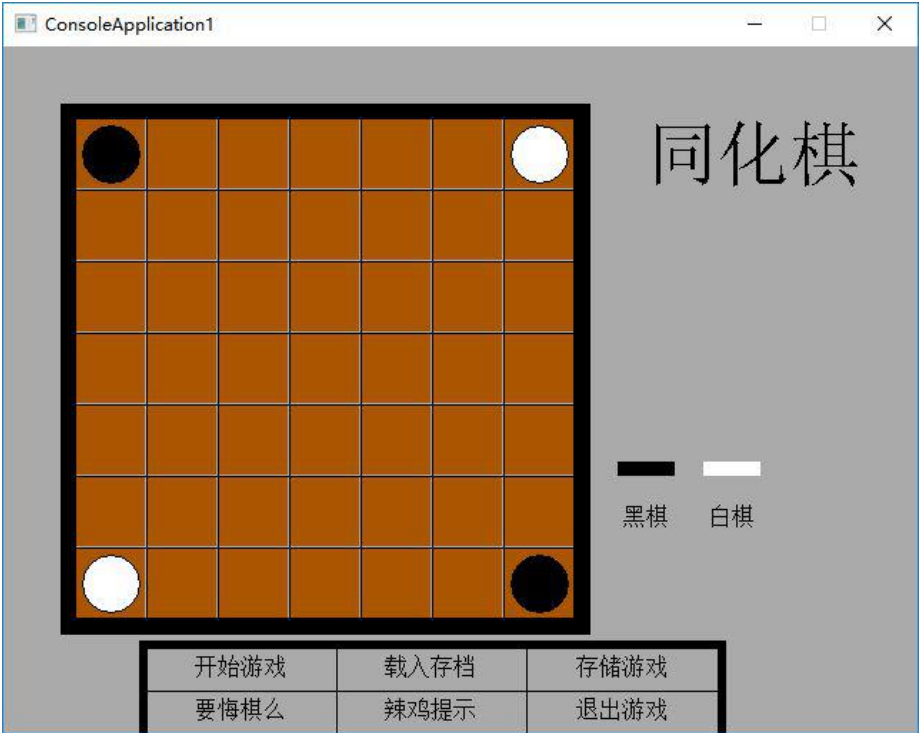 ConsoleApplication1
同化棋
黑棋 白棋
开始游戏 载入存档 存储游戏
要悔棋么 辣鸡提示 退出游戏